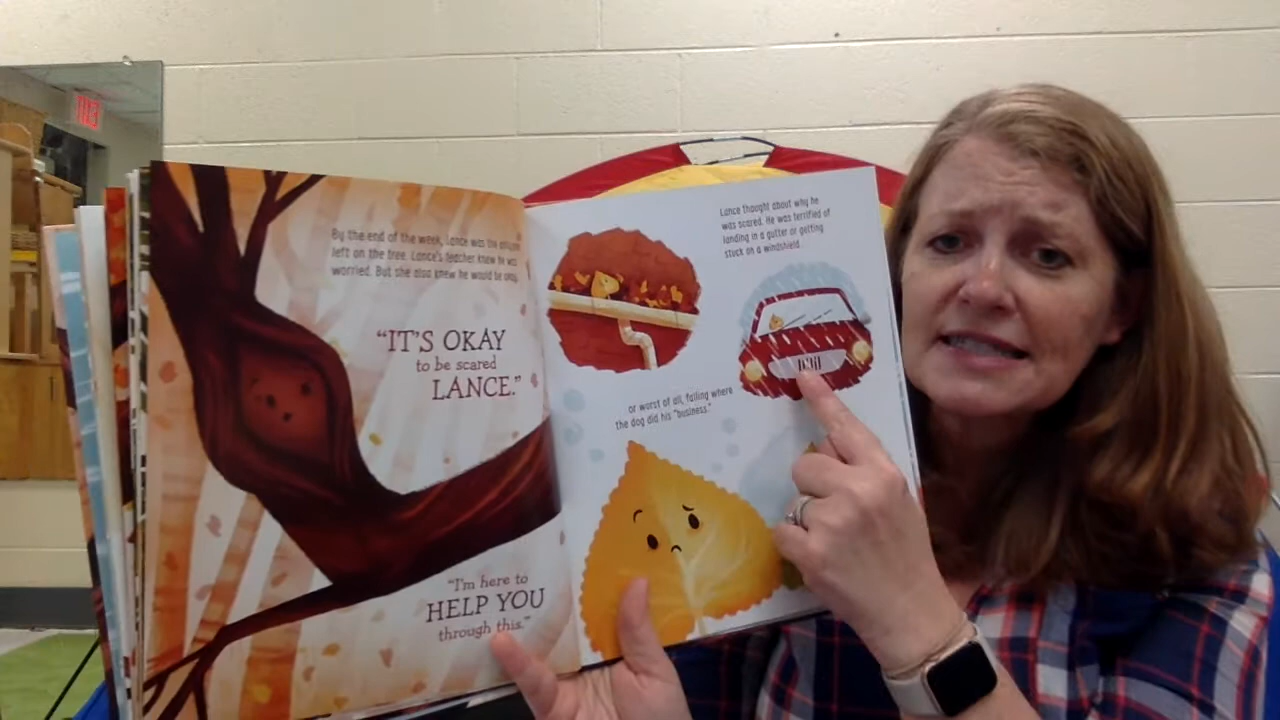 By the end of the week, Lance was the only one
left on the tree. Lance's teacher knew he was
worried. But she also knew he would be okay.
"IT'S OKAY
to be scared
LANCE."
"I'm here to
HELP YOU
through this."
Lance thought about why he
was scared. He was terrified of
landing in a gutter or getting
stuck on a windshield.
or worst of all, falling where
the dog did his "business."